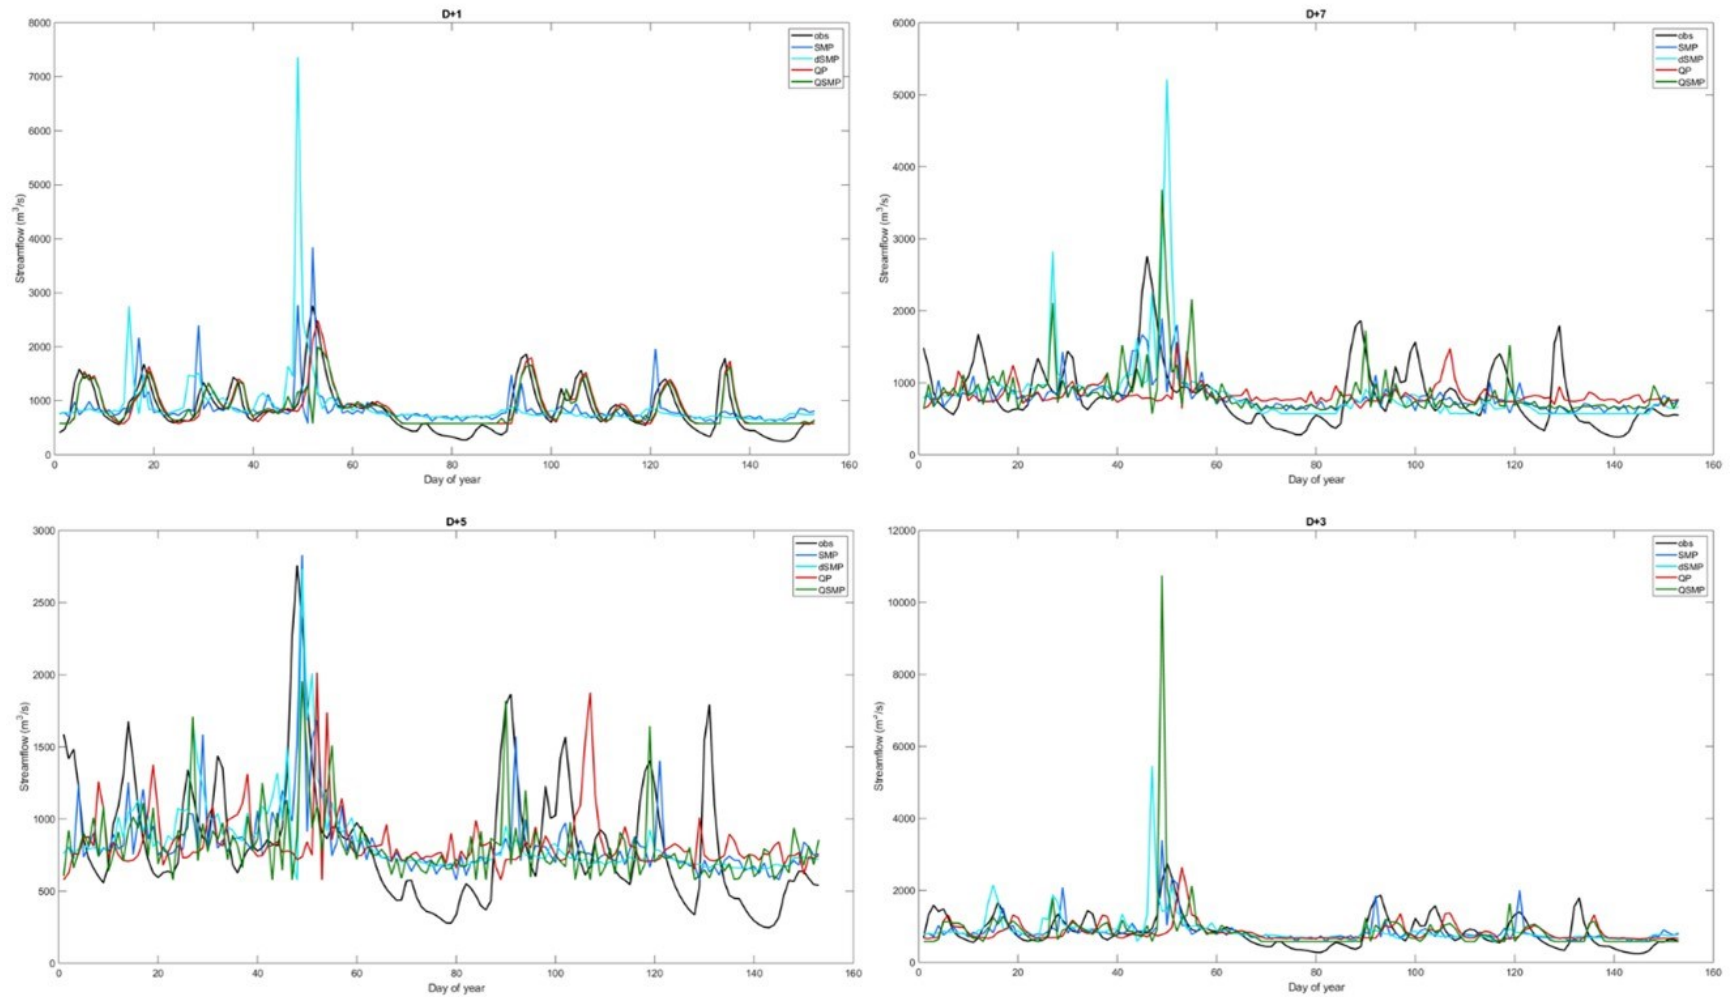 D+1
8000
7000
6000
5000
4000
3000
2000
1000
0
Streamflow (m³/s)
0 20 40 60 80 100 120 140 160
Day of year
obs
SMP
dSMP
QP
QSMP
D+7
6000
5000
4000
3000
2000
1000
0
Streamflow (m³/s)
0 20 40 60 80 100 120 140 160
Day of year
obs
SMP
dSMP
QP
QSMP
D+5
3000
2500
2000
1500
1000
500
0
Streamflow (m³/s)
0 20 40 60 80 100 120 140 160
Day of year
obs
SMP
dSMP
QP
QSMP
D+3
12000
10000
8000
6000
4000
2000
0
Streamflow (m³/s)
0 20 40 60 80 100 120 140 160
Day of year
obs
SMP
dSMP
QP
QSMP